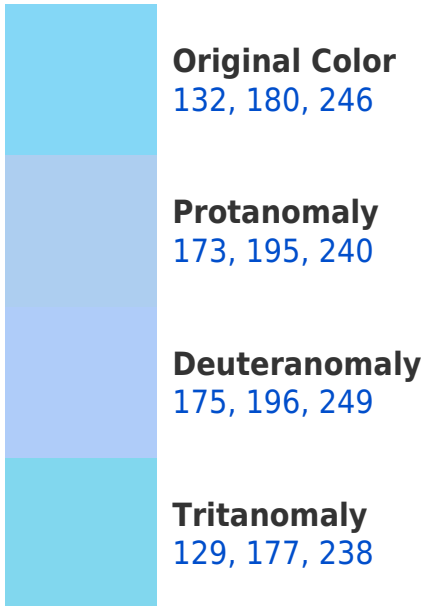 Original Color
132, 180, 246
Protanomaly
173, 195, 240
Deuteranomaly
175, 196, 249
Tritanomaly
129, 177, 238